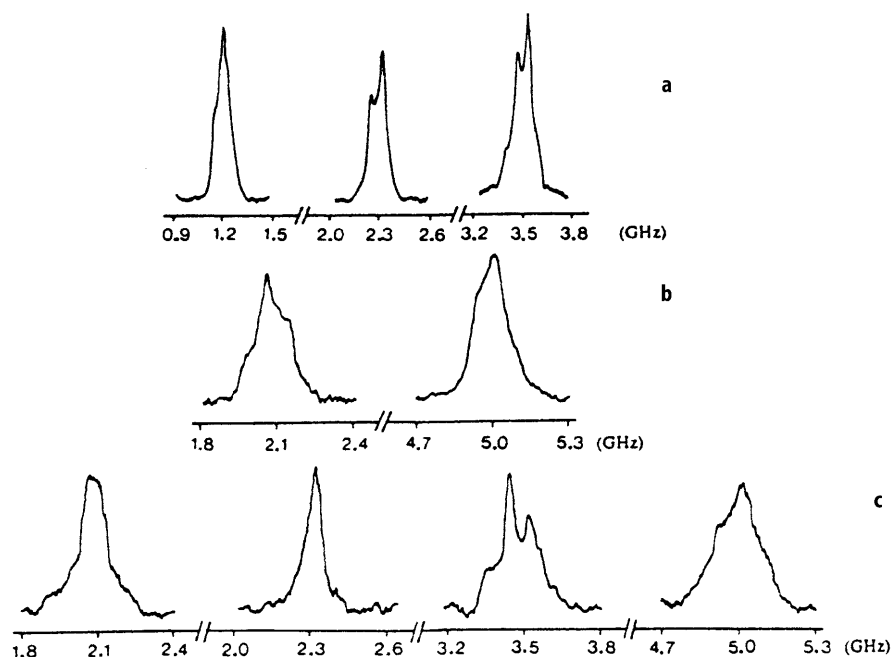 a
0.9 1.2 1.5 2.0 2.3 2.6 3.2 3.5 3.8 (GHz)
b
1.8 2.1 2.4 4.7 5.0 5.3 (GHz)
c
1.8 2.1 2.4 2.0 2.3 2.6 3.2 3.5 3.8 4.7 5.0 5.3 (GHz)